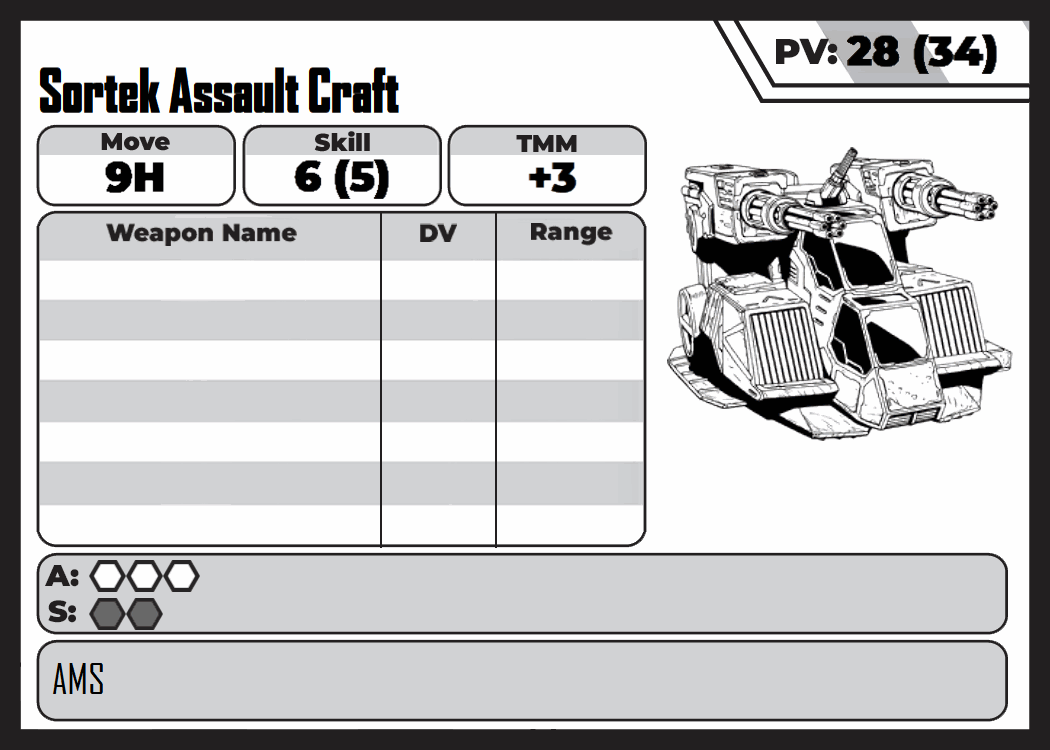 PV: 28 (34)
Sortek Assault Craft
Move Skill TMM
9H 6 (5) +3
Weapon Name DV Range
A:
S:
AMS